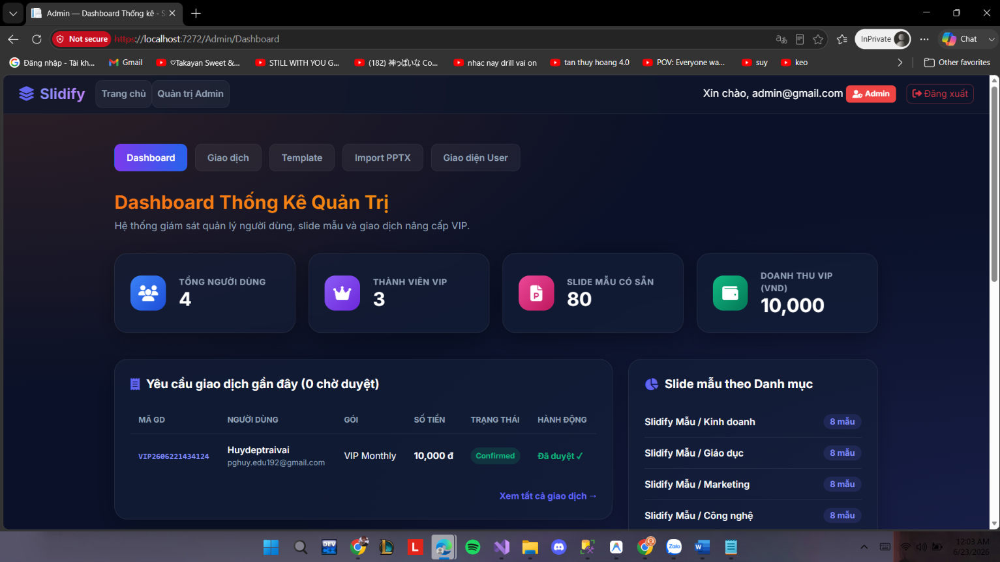 Admin — Dashboard Thống kê - S
Not secure https://localhost:7272/Admin/Dashboard InPrivate Chat
Đăng nhập - Tài kh... Gmail ♡Takayan Sweet &... STILL WITH YOU G... (182) 神っぽいな Co... nhac nay drill vai on tan thuy hoang 4.0 POV: Everyone wa... suy keo Other favorites
Slidify Trang chủ Quản trị Admin Xin chào, admin@gmail.com Admin Đăng xuất
Dashboard Giao dịch Template Import PPTX Giao diện User
Dashboard Thống Kê Quản Trị
Hệ thống giám sát quản lý người dùng, slide mẫu và giao dịch nâng cấp VIP.
TỔNG NGƯỜI DÙNG
4
THÀNH VIÊN VIP
3
SLIDE MẪU CÓ SẴN
80
DOANH THU VIP
(VND)
10,000
Yêu cầu giao dịch gần đây (0 chờ duyệt)
MÃ GD NGƯỜI DÙNG GÓI SỐ TIỀN TRẠNG THÁI HÀNH ĐỘNG
VIP2606221434124 Huydeptraivai VIP Monthly 10,000 đ Confirmed Đã duyệt ✓
pghuy.edu192@gmail.com
Xem tất cả giao dịch →
Slide mẫu theo Danh mục
Slidify Mẫu / Kinh doanh 8 mẫu
Slidify Mẫu / Giáo dục 8 mẫu
Slidify Mẫu / Marketing 8 mẫu
Slidify Mẫu / Công nghệ 8 mẫu
DEV
L
Zalo
W
12:03 AM
6/23/2026